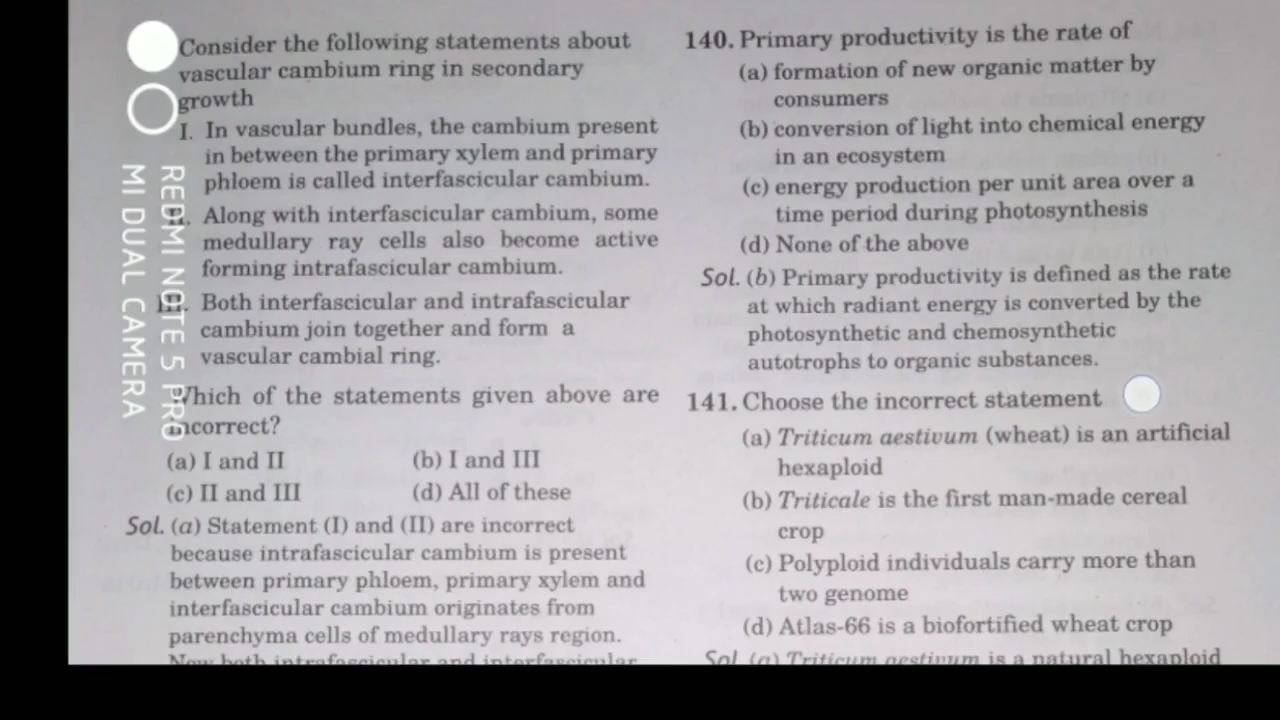 Consider the following statements about
vascular cambium ring in secondary
growth
I. In vascular bundles, the cambium present
in between the primary xylem and primary
phloem is called interfascicular cambium.
II. Along with interfascicular cambium, some
medullary ray cells also become active
forming intrafascicular cambium.
III. Both interfascicular and intrafascicular
cambium join together and form a
vascular cambial ring.
Which of the statements given above are
incorrect?
(a) I and II (b) I and III
(c) II and III (d) All of these
Sol. (a) Statement (I) and (II) are incorrect
because intrafascicular cambium is present
between primary phloem, primary xylem and
interfascicular cambium originates from
parenchyma cells of medullary rays region.
Now both intrafascicular and interfascicular
140. Primary productivity is the rate of
(a) formation of new organic matter by
consumers
(b) conversion of light into chemical energy
in an ecosystem
(c) energy production per unit area over a
time period during photosynthesis
(d) None of the above
Sol. (b) Primary productivity is defined as the rate
at which radiant energy is converted by the
photosynthetic and chemosynthetic
autotrophs to organic substances.
141. Choose the incorrect statement
(a) Triticum aestivum (wheat) is an artificial
hexaploid
(b) Triticale is the first man-made cereal
crop
(c) Polyploid individuals carry more than
two genome
(d) Atlas-66 is a biofortified wheat crop
Sol. (a) Triticum aestivum is a natural hexaploid
REDMI NOTE 5 PRO
MI DUAL CAMERA